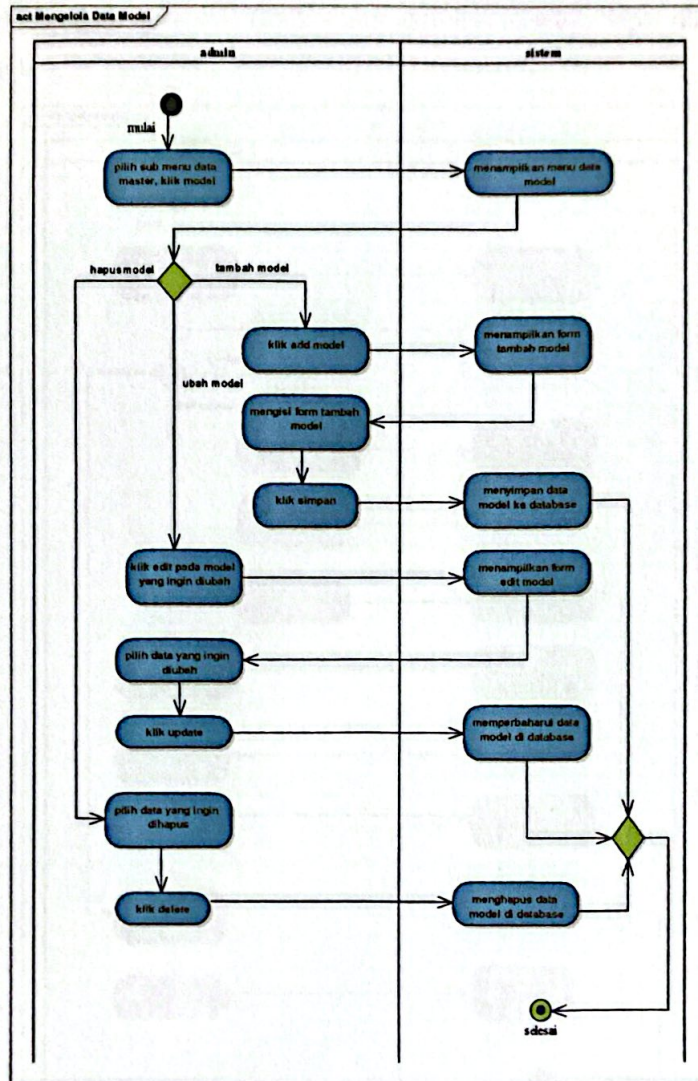 act Mengelola Data Model
admin
sistem
mulai
pilih sub menu data
master, klik model
menampilkan menu data
model
hapus model
tambah model
klik add model
menampilkan form
tambah model
ubah model
mengisi form tambah
model
klik simpan
menyimpan data
model ke database
klik edit pada model
yang ingin diubah
menampilkan form
edit model
pilih data yang ingin
diubah
klik update
memperbaharui data
model di database
pilih data yang ingin
dihapus
klik delete
menghapus data
model di database
selesai